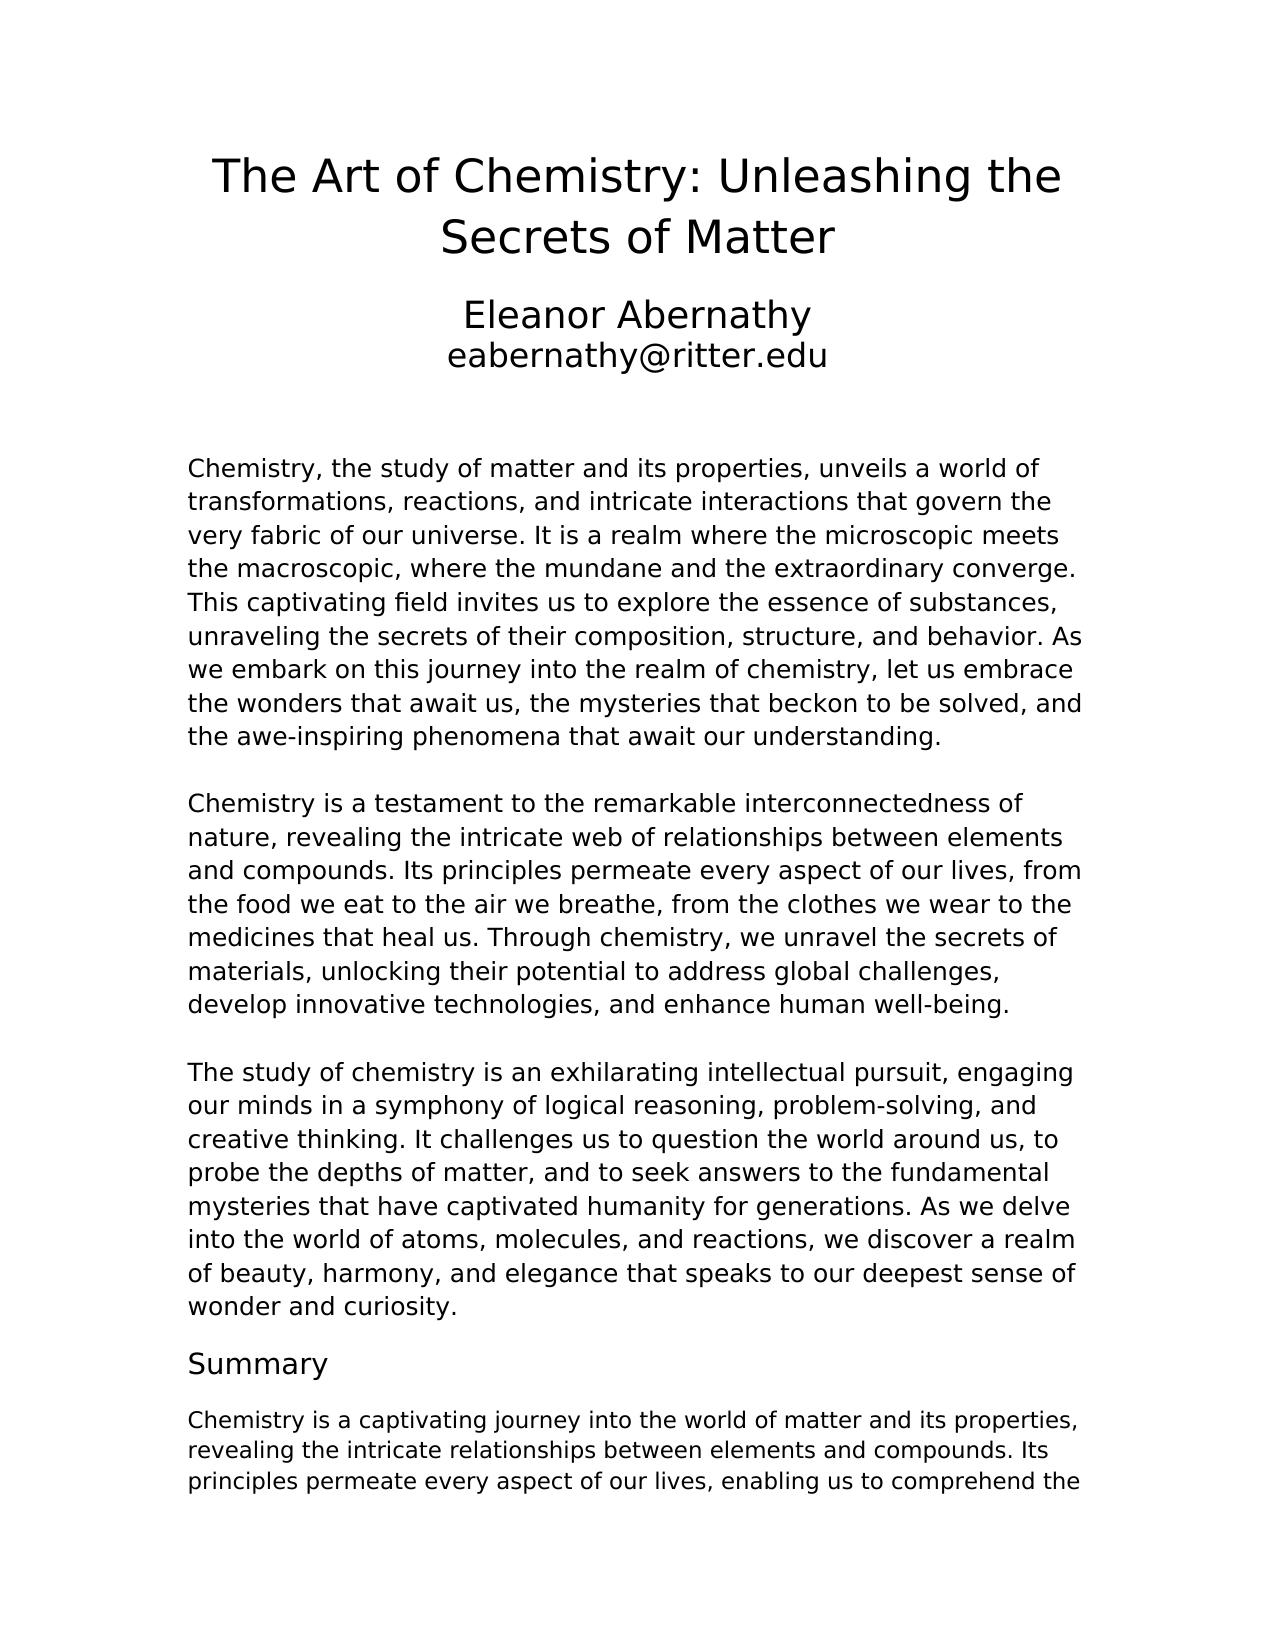 The Art of Chemistry: Unleashing the
Secrets of Matter
Eleanor Abernathy
eabernathy@ritter.edu
Chemistry, the study of matter and its properties, unveils a world of
transformations, reactions, and intricate interactions that govern the
very fabric of our universe. It is a realm where the microscopic meets
the macroscopic, where the mundane and the extraordinary converge.
This captivating field invites us to explore the essence of substances,
unraveling the secrets of their composition, structure, and behavior. As
we embark on this journey into the realm of chemistry, let us embrace
the wonders that await us, the mysteries that beckon to be solved, and
the awe-inspiring phenomena that await our understanding.
Chemistry is a testament to the remarkable interconnectedness of
nature, revealing the intricate web of relationships between elements
and compounds. Its principles permeate every aspect of our lives, from
the food we eat to the air we breathe, from the clothes we wear to the
medicines that heal us. Through chemistry, we unravel the secrets of
materials, unlocking their potential to address global challenges,
develop innovative technologies, and enhance human well-being.
The study of chemistry is an exhilarating intellectual pursuit, engaging
our minds in a symphony of logical reasoning, problem-solving, and
creative thinking. It challenges us to question the world around us, to
probe the depths of matter, and to seek answers to the fundamental
mysteries that have captivated humanity for generations. As we delve
into the world of atoms, molecules, and reactions, we discover a realm
of beauty, harmony, and elegance that speaks to our deepest sense of
wonder and curiosity.
Summary
Chemistry is a captivating journey into the world of matter and its properties,
revealing the intricate relationships between elements and compounds. Its
principles permeate every aspect of our lives, enabling us to comprehend the